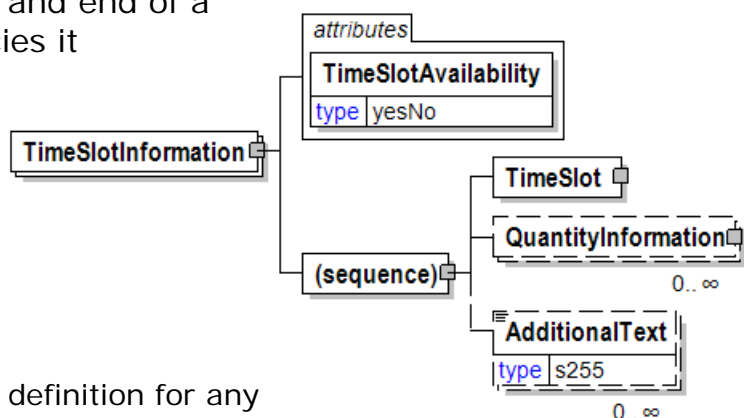 and end of a
cies it
attributes
TimeSlotAvailability
type yesNo
TimeSlotInformation
TimeSlot
QuantityInformation
0.. ∞
(sequence)
AdditionalText
type s255
0.. ∞
definition for any